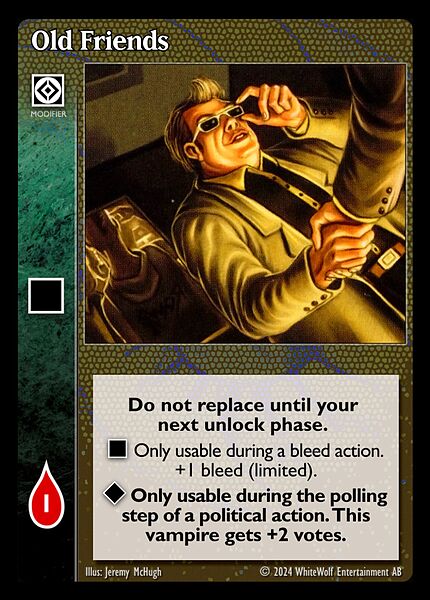 Old Friends
MODIFIER
Do not replace until your
next unlock phase.
Only usable during a bleed action.
+1 bleed (limited).
Only usable during the polling
step of a political action. This
vampire gets +2 votes.
1
Illus: Jeremy McHugh © 2024 WhiteWolf Entertainment AB